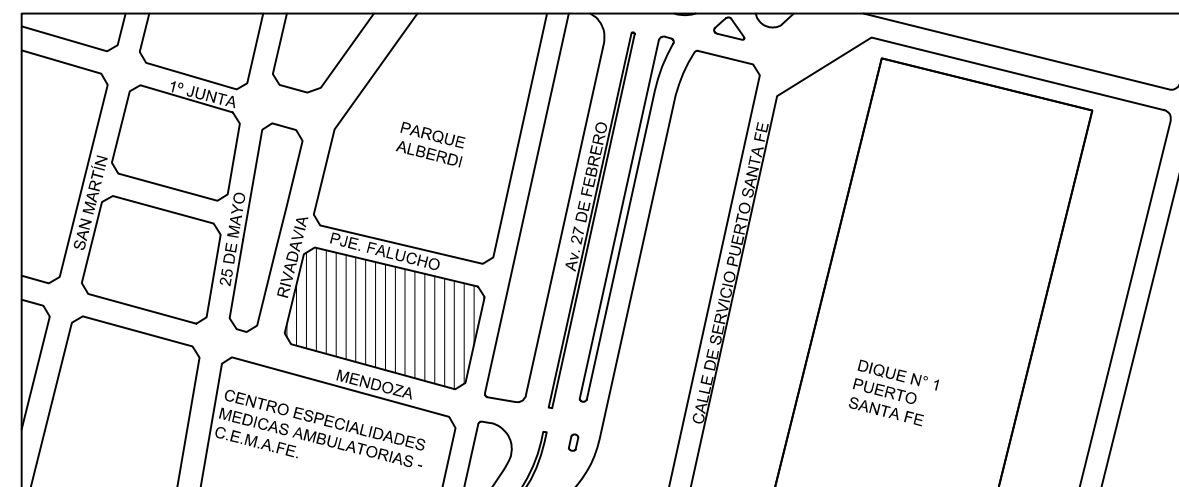 1º JUNTA
PARQUE
ALBERDI
SAN MARTÍN
25 DE MAYO
RIVADAVIA
PJE. FALUCHO
Av. 27 DE FEBRERO
CALLE DE SERVICIO PUERTO SANTA FE
MENDOZA
DIQUE N° 1
PUERTO
SANTA FE
CENTRO ESPECIALIDADES
MEDICAS AMBULATORIAS -
C.E.M.A.FE.